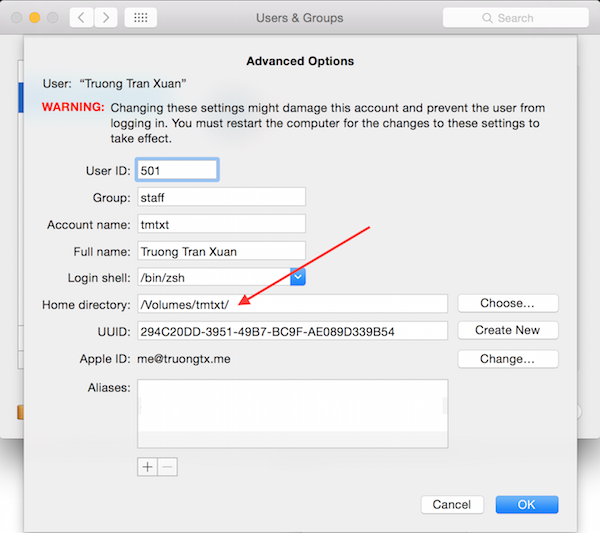 Users & Groups
Search
Advanced Options
User: “Truong Tran Xuan”
WARNING: Changing these settings might damage this account and prevent the user from
logging in. You must restart the computer for the changes to these settings to
take effect.
User ID: 501
Group: staff
Account name: tmtxt
Full name: Truong Tran Xuan
Login shell: /bin/zsh
Home directory: /Volumes/tmtxt/ Choose...
UUID: 294C20DD-3951-49B7-BC9F-AE089D339B54 Create New
Apple ID: me@truongtx.me Change...
Aliases:
+ −
Cancel OK